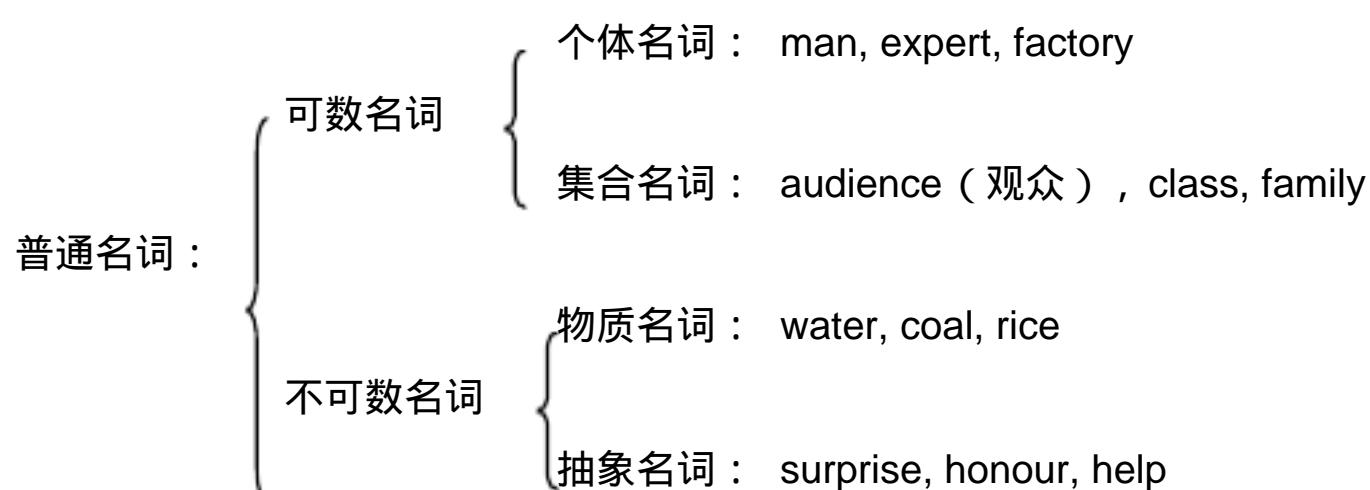 个体名词： man, expert, factory
可数名词
集合名词： audience（观众）, class, family
普通名词：
物质名词： water, coal, rice
不可数名词
抽象名词： surprise, honour, help